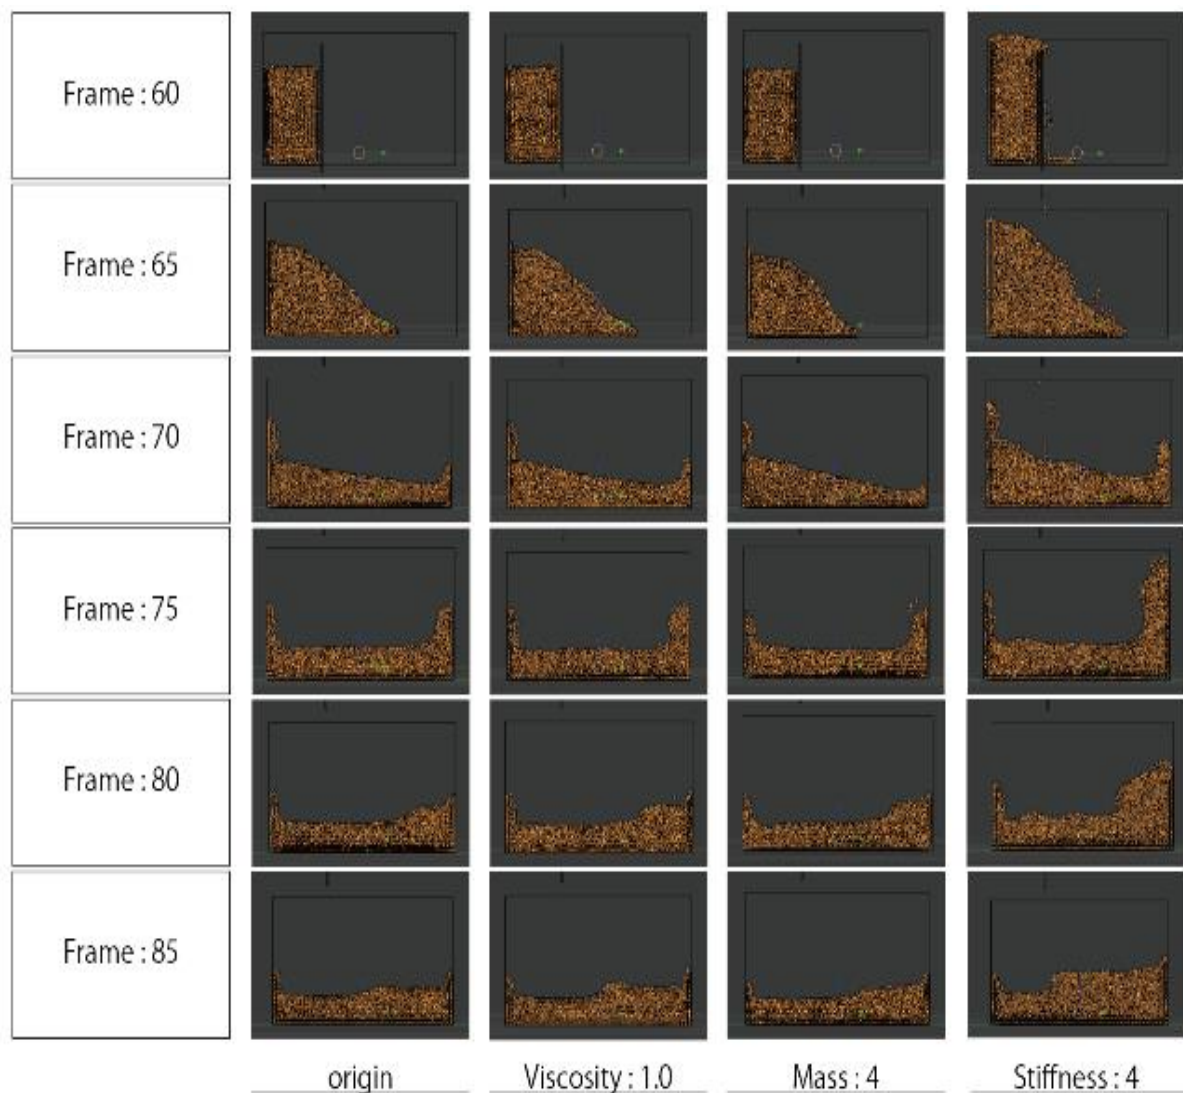 Frame : 60
Frame : 65
Frame : 70
Frame : 75
Frame : 80
Frame : 85
origin Viscosity : 1.0 Mass : 4 Stiffness : 4